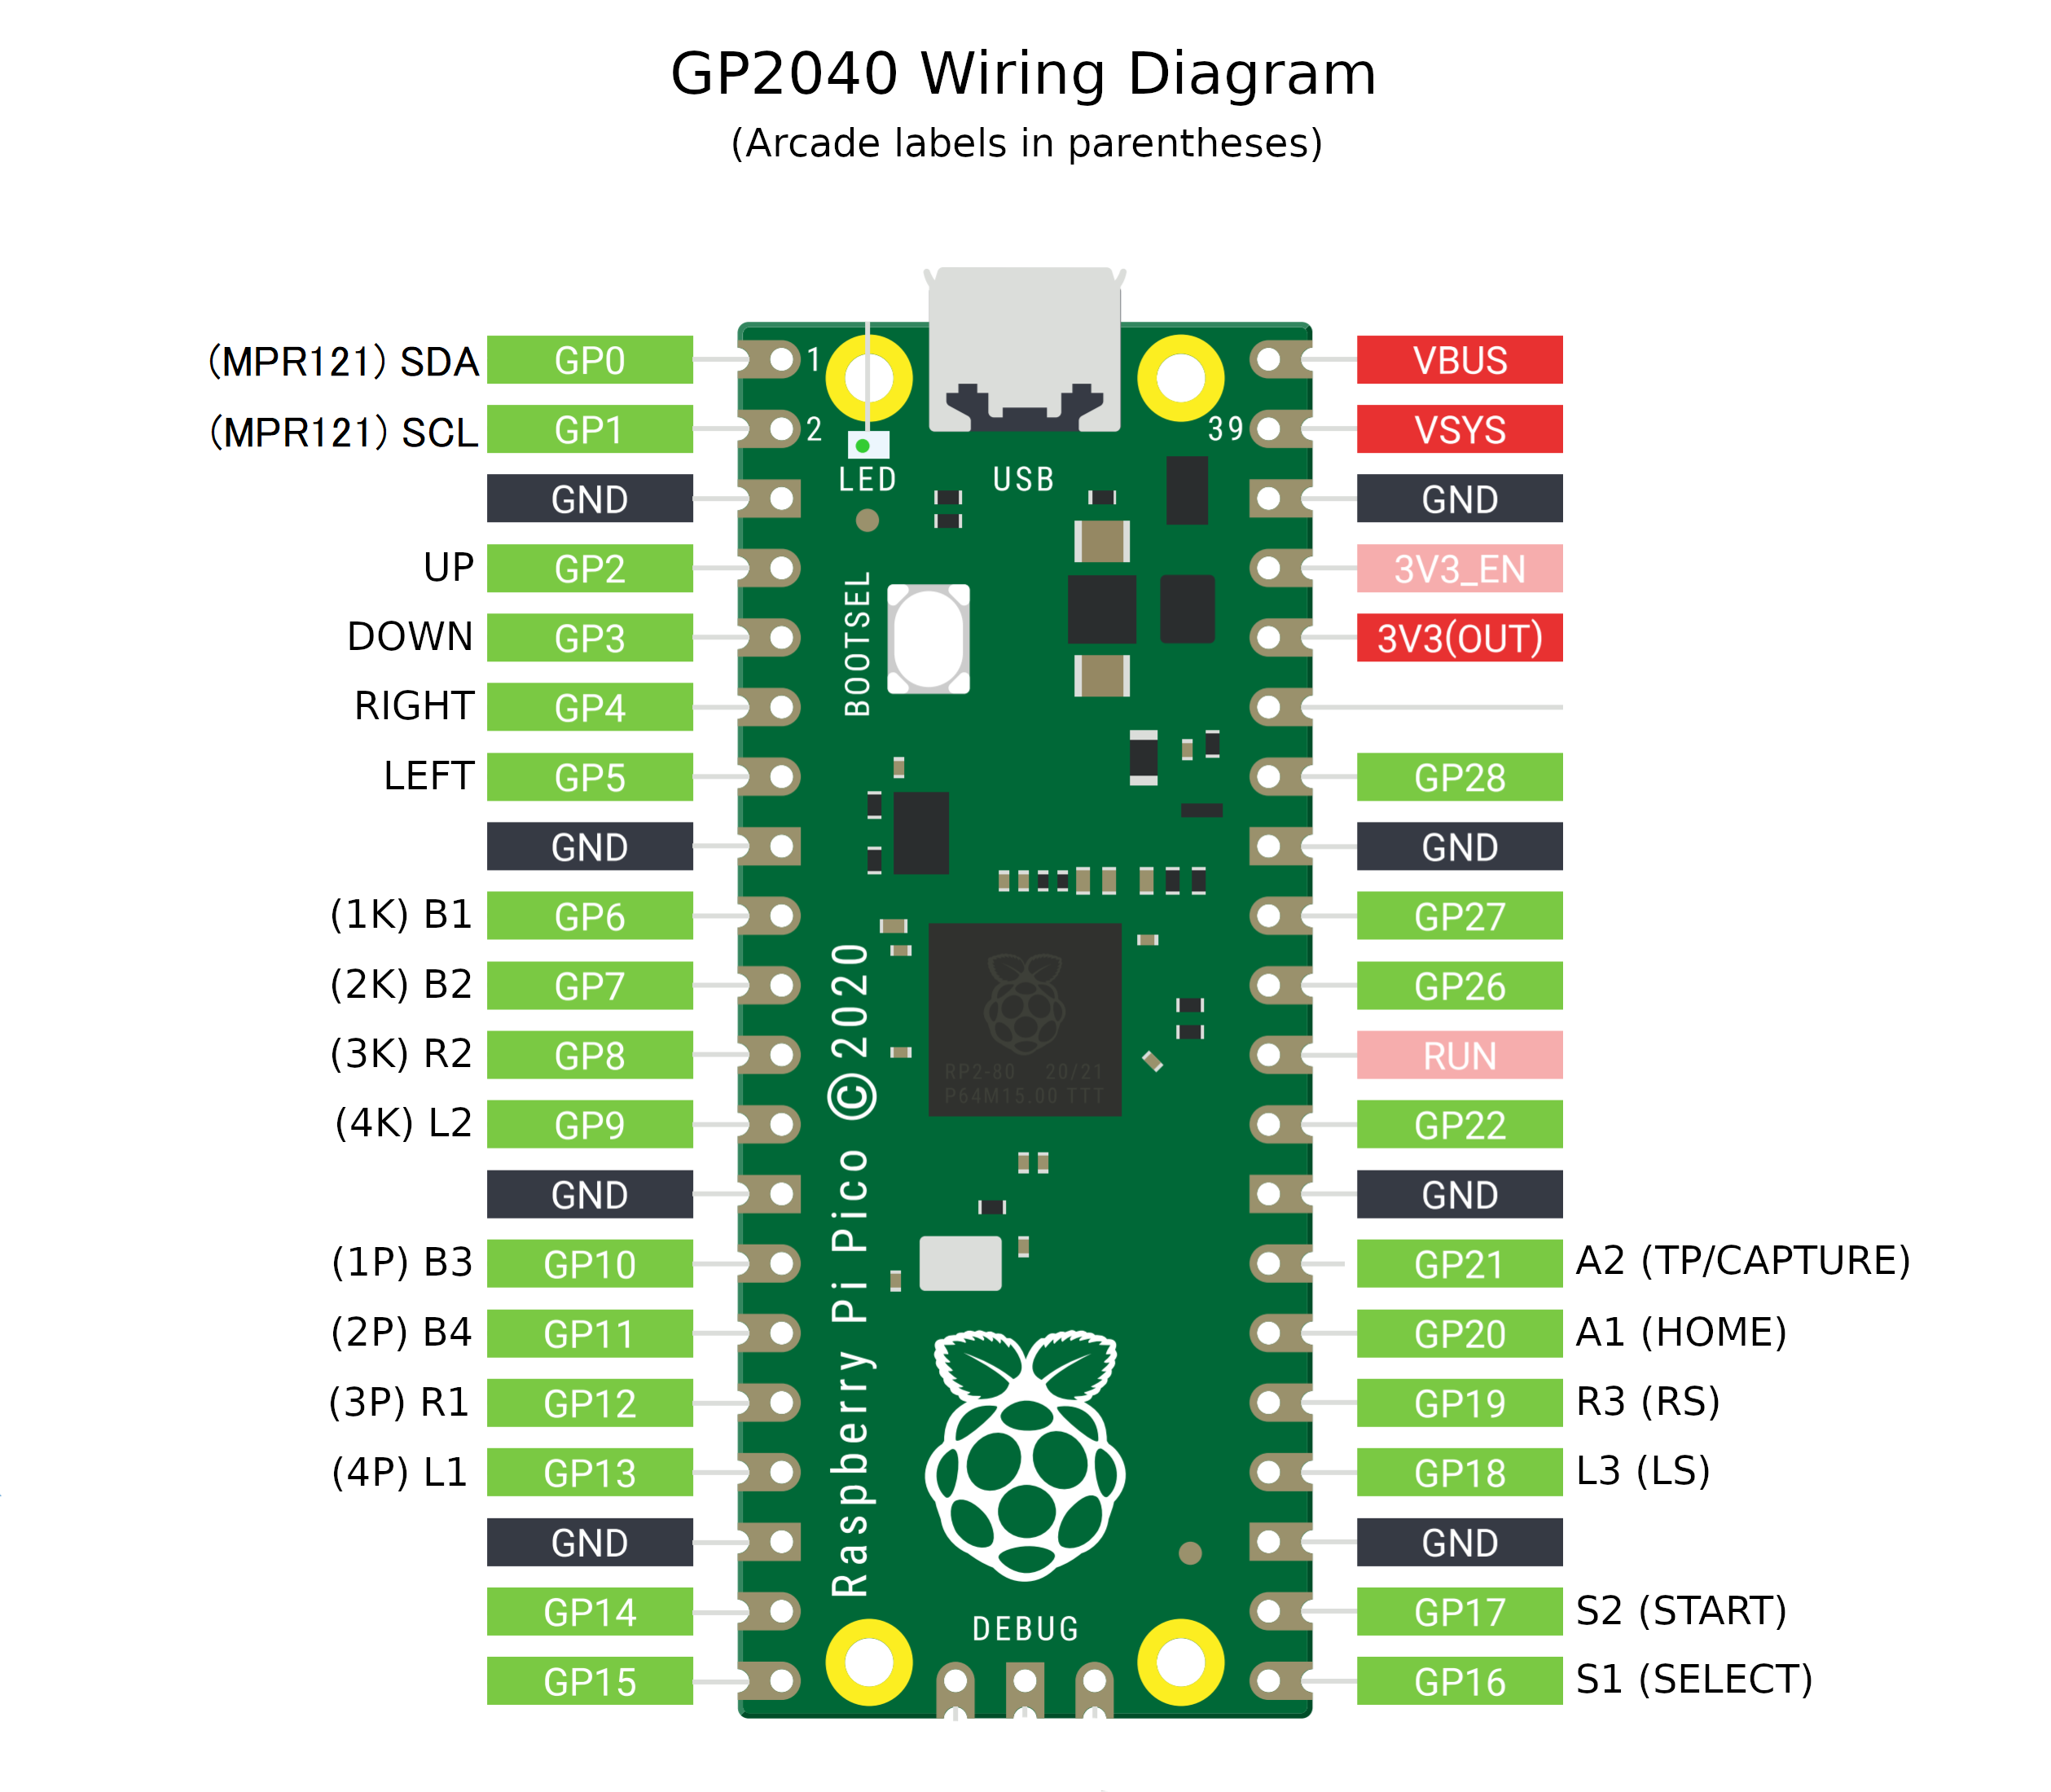 GP2040 Wiring Diagram
(Arcade labels in parentheses)
(MPR121) SDA GP0 1 VBUS
(MPR121) SCL GP1 2 39 VSYS
LED USB
GND GND
UP GP2 3V3_EN
DOWN GP3 3V3(OUT)
BOOTSEL
RIGHT GP4
LEFT GP5 GP28
GND GND
(1K) B1 GP6 GP27
(2K) B2 GP7 GP26
(3K) R2 GP8 RUN
RP2-80 20/21
P64M15.00 TTT
(4K) L2 GP9 GP22
GND GND
Raspberry Pi Pico ©2020
(1P) B3 GP10 GP21 A2 (TP/CAPTURE)
(2P) B4 GP11 GP20 A1 (HOME)
(3P) R1 GP12 GP19 R3 (RS)
(4P) L1 GP13 GP18 L3 (LS)
GND GND
GP14 GP17 S2 (START)
DEBUG
GP15 GP16 S1 (SELECT)